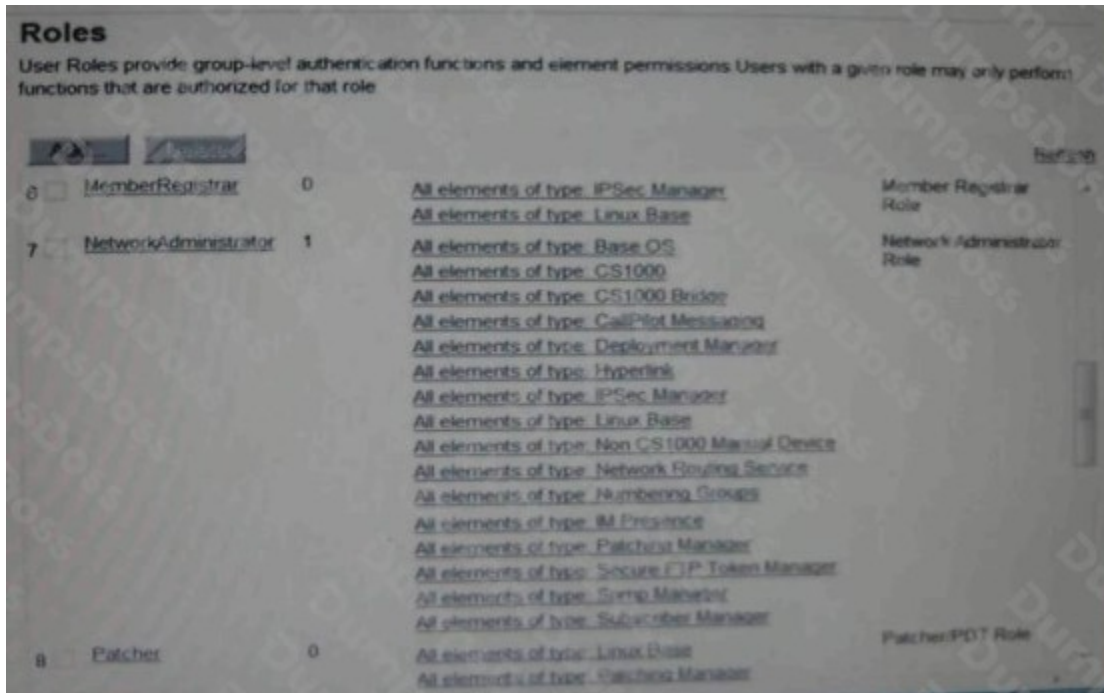 Roles
User Roles provide group-level authentication functions and element permissions Users with a given role may only perform
functions that are authorized for that role
Refresh
6 MemberRegistrar 0 All elements of type: IPSec Manager Member Registrar
All elements of type: Linux Base Role
7 NetworkAdministrator 1 All elements of type: Base OS Network Administrator
All elements of type: CS1000 Role
All elements of type: CS1000 Bridge
All elements of type: CallPilot Messaging
All elements of type: Deployment Manager
All elements of type: Hyperlink
All elements of type: IPSec Manager
All elements of type: Linux Base
All elements of type: Non CS1000 Manual Device
All elements of type: Network Routing Service
All elements of type: Numbering Groups
All elements of type: IM Presence
All elements of type: Patching Manager
All elements of type: Secure FTP Token Manager
All elements of type: Snmp Manager
All elements of type: Subscriber Manager
8 Patcher 0 All elements of type: Linux Base Patcher/PDT Role
All elements of type: Patching Manager
DumpsBoss